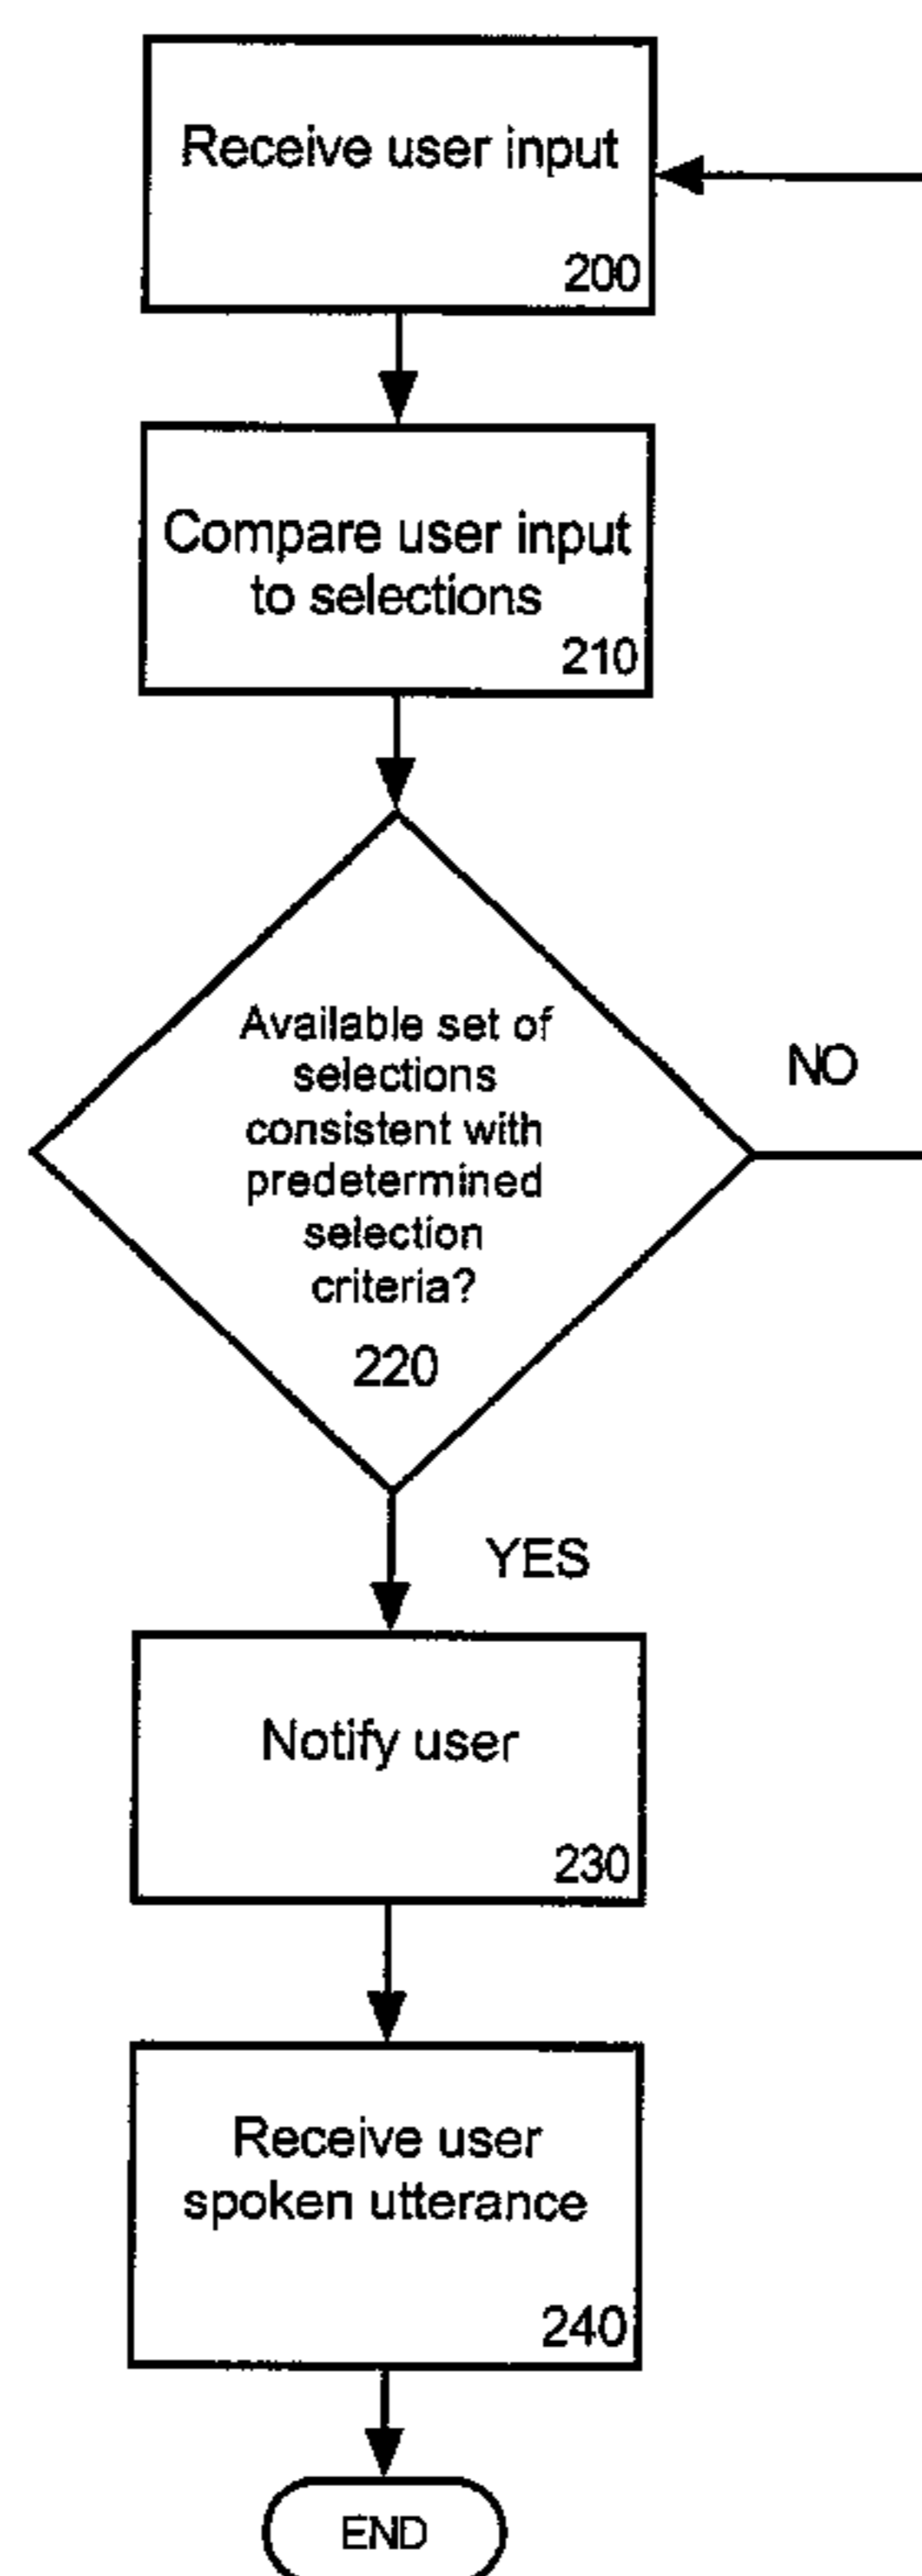 Receive user input
200
Compare user input
to selections
210
Available set of
selections
consistent with
predetermined
selection
criteria?
220
NO
YES
Notify user
230
Receive user
spoken utterance
240
END